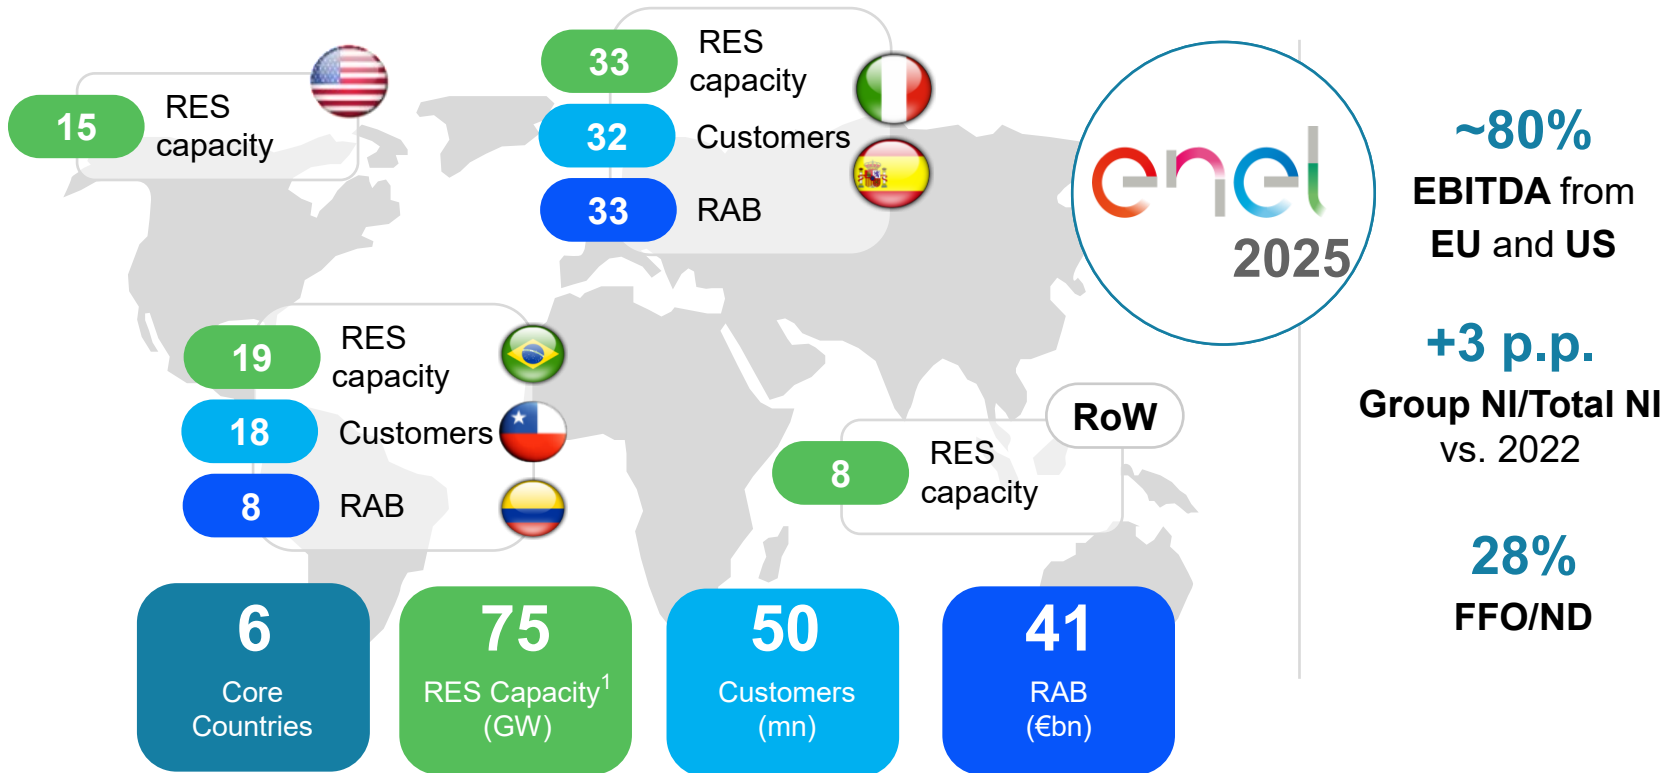 15
RES
capacity
33
RES
capacity
32
Customers
33
RAB
19
RES
capacity
18
Customers
8
RAB
RoW
8
RES
capacity
enel
2025
~80%
EBITDA from
EU and US
+3 p.p.
Group NI/Total NI
vs. 2022
28%
FFO/ND
6
Core
Countries
75
RES Capacity1
(GW)
50
Customers
(mn)
41
RAB
(€bn)